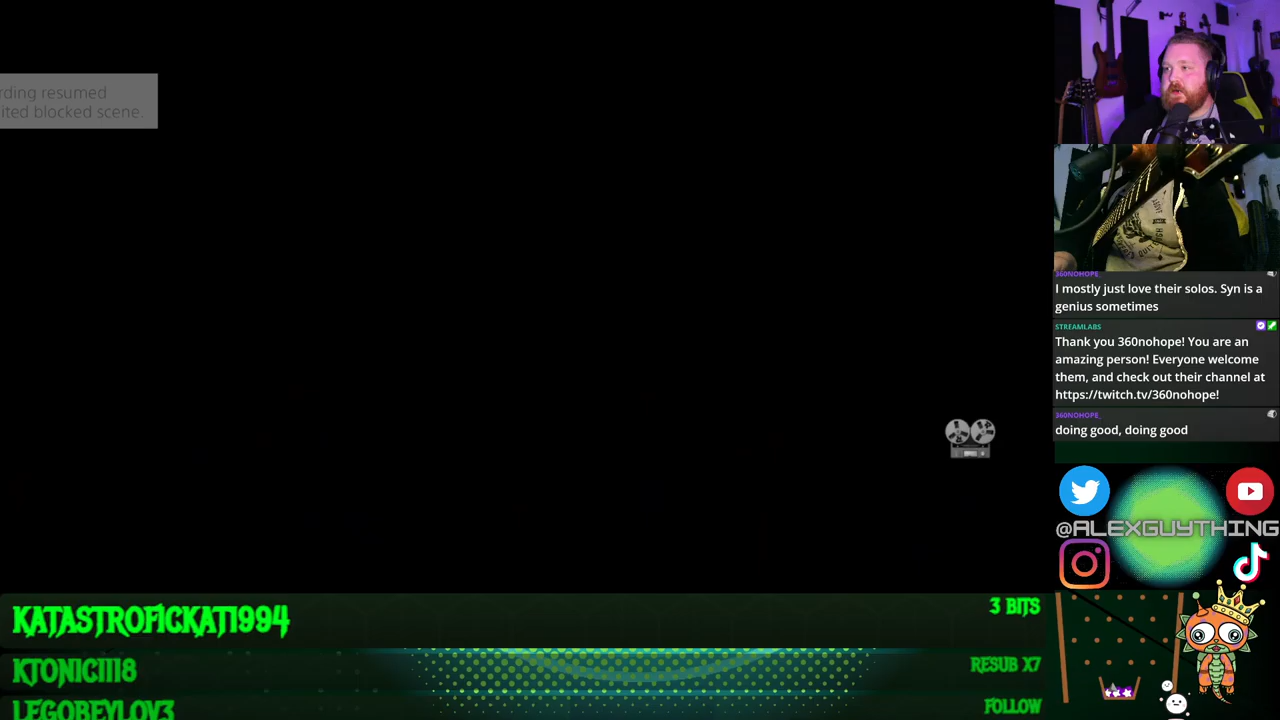 rding resumed
ited blocked scene.
360NOHOPE_
I mostly just love their solos. Syn is a
genius sometimes
STREAMLABS
Thank you 360nohope! You are an
amazing person! Everyone welcome
them, and check out their channel at
https://twitch.tv/360nohope!
360NOHOPE_
doing good, doing good
@ALEXGUYTHING
KATASTROFICKAT1994
3 BITS
KTONIC1118
RESUB X7
LEGOBEYLOV3
FOLLOW